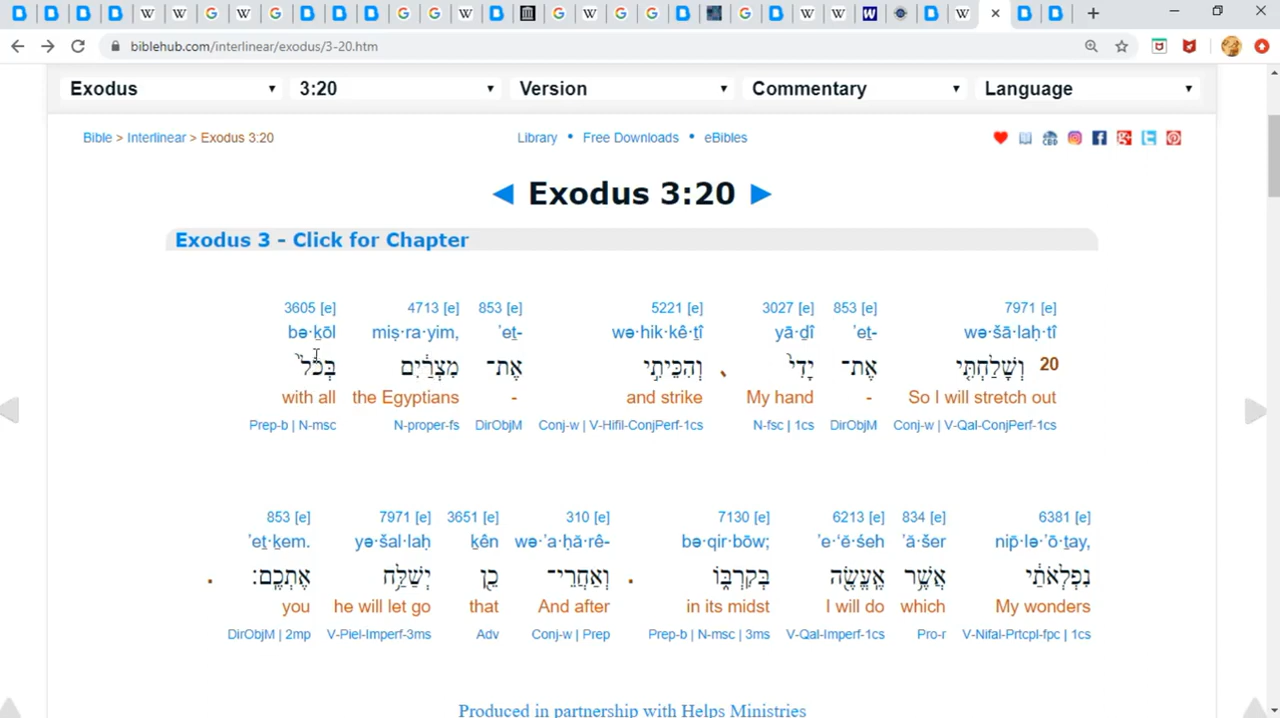 biblehub.com/interlinear/exodus/3-20.htm
Exodus 3:20 Version Commentary Language
Bible > Interlinear > Exodus 3:20 Library • Free Downloads • eBibles
◄ Exodus 3:20 ►
Exodus 3 - Click for Chapter
3605 [e] 4713 [e] 853 [e] 5221 [e] 3027 [e] 853 [e] 7971 [e]
bə·ḵōl miṣ·ra·yim, 'eṯ- wə·hik·kê·ṯî yā·ḏî 'eṯ- wə·šā·laḥ·tî
20 וְשָׁלַחְתִּ֤י אֶת־ יָדִי֙ ׀ וְהִכֵּיתִ֣י אֶת־ מִצְרַ֔יִם בְּכֹל֙
with all the Egyptians - and strike My hand - So I will stretch out
Prep-b | N-msc N-proper-fs DirObjM Conj-w | V-Hifil-ConjPerf-1cs N-fsc | 1cs DirObjM Conj-w | V-Qal-ConjPerf-1cs
853 [e] 7971 [e] 3651 [e] 310 [e] 7130 [e] 6213 [e] 834 [e] 6381 [e]
'eṯ·ḵem. yə·šal·laḥ ḵên wə·'a·ḥă·rê- bə·qir·bōw; 'e·'ĕ·śeh 'ă·šer nip̄·lə·'ō·ṯay,
נִפְלְאֹתַ֔י אֲשֶׁ֥ר אֶֽעֱשֶׂ֖ה בְּקִרְבּ֑וֹ . וְאַחֲרֵי־ כֵ֖ן יְשַׁלַּ֥ח אֶתְכֶֽם׃ .
you he will let go that And after in its midst I will do which My wonders
DirObjM | 2mp V-Piel-Imperf-3ms Adv Conj-w | Prep Prep-b | N-msc | 3ms V-Qal-Imperf-1cs Pro-r V-Nifal-Prtcpl-fpc | 1cs
Produced in partnership with Helps Ministries